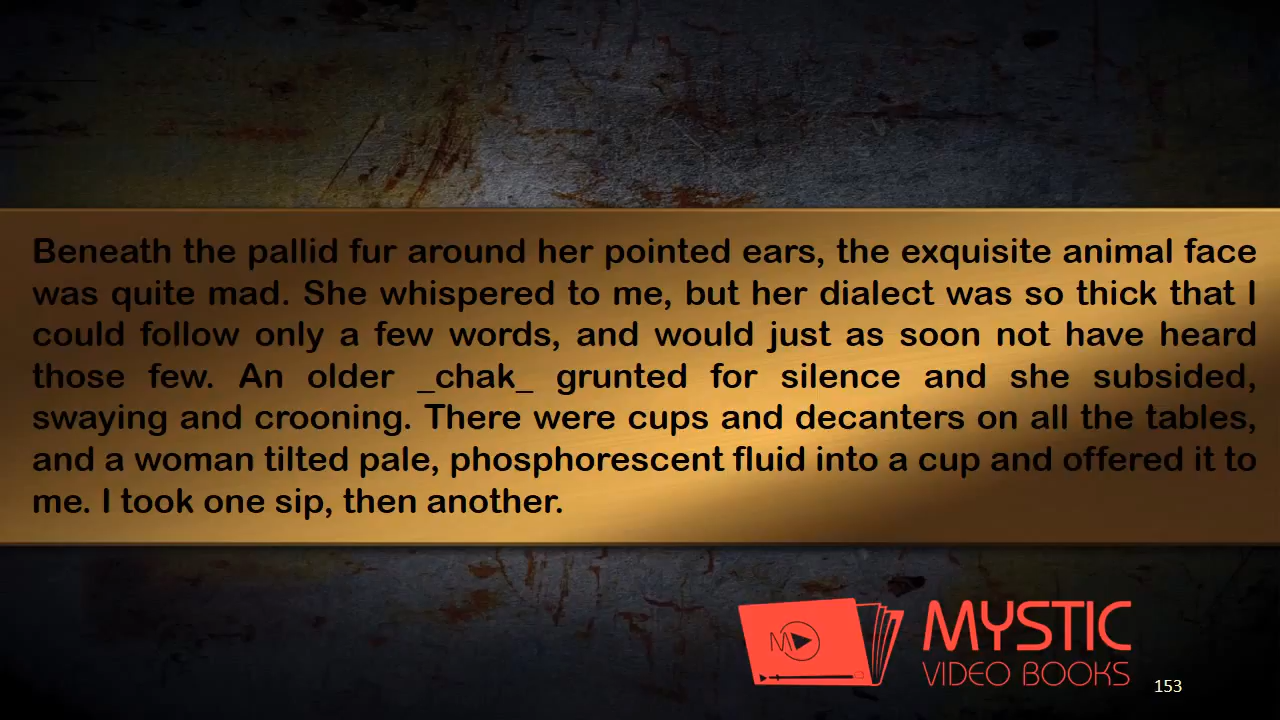 Beneath the pallid fur around her pointed ears, the exquisite animal face
was quite mad. She whispered to me, but her dialect was so thick that I
could follow only a few words, and would just as soon not have heard
those few. An older _chak_ grunted for silence and she subsided,
swaying and crooning. There were cups and decanters on all the tables,
and a woman tilted pale, phosphorescent fluid into a cup and offered it to
me. I took one sip, then another.
M
MYSTIC
VIDEO BOOKS
153